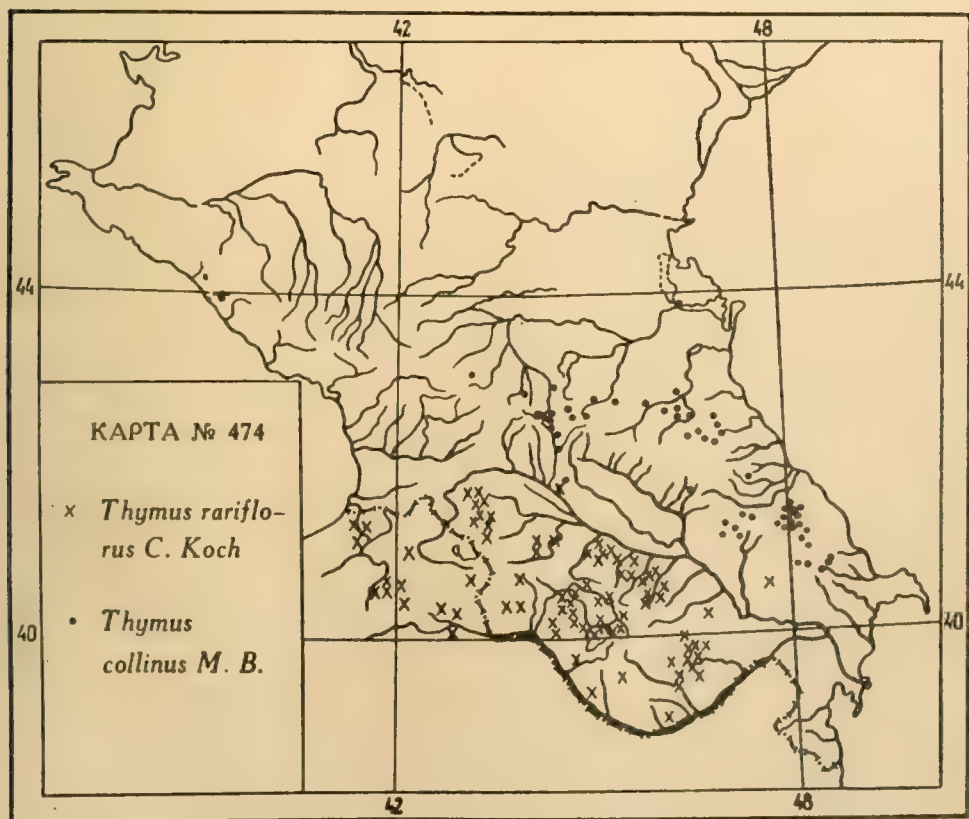 42 48
44 44
КАРТА № 474
× Thymus rariflo-
rus C. Koch
• Thymus
collinus M. B.
40 40
42 48